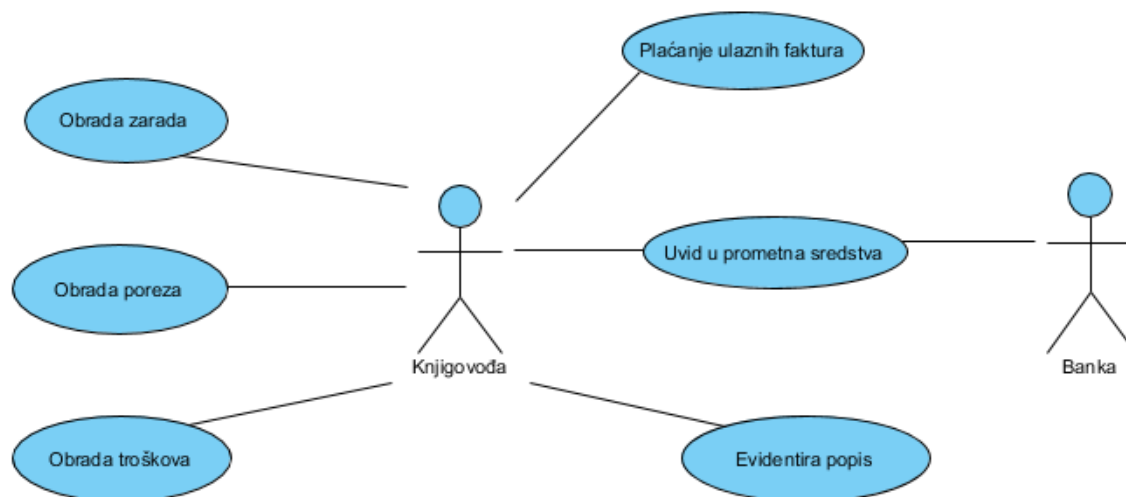 Plaćanje ulaznih faktura
Obrada zarada
Uvid u prometna sredstva
Obrada poreza
Knjigovođa
Banka
Obrada troškova
Evidentira popis